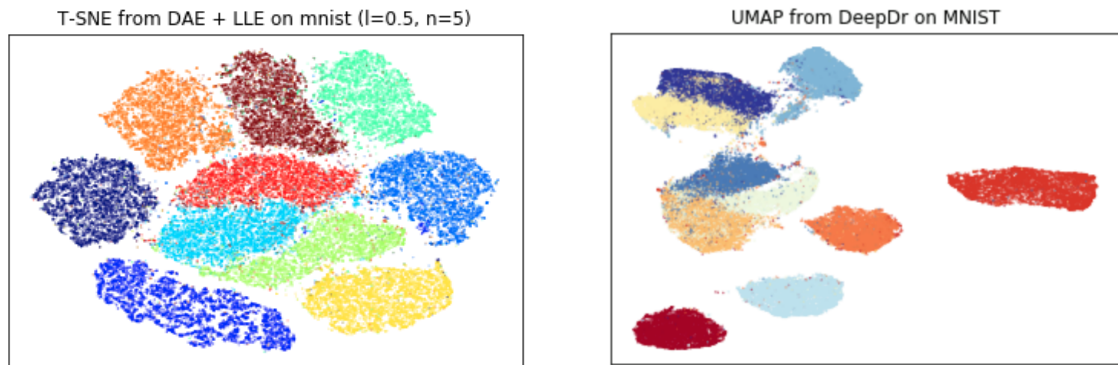 T-SNE from DAE + LLE on mnist (l=0.5, n=5)
UMAP from DeepDr on MNIST